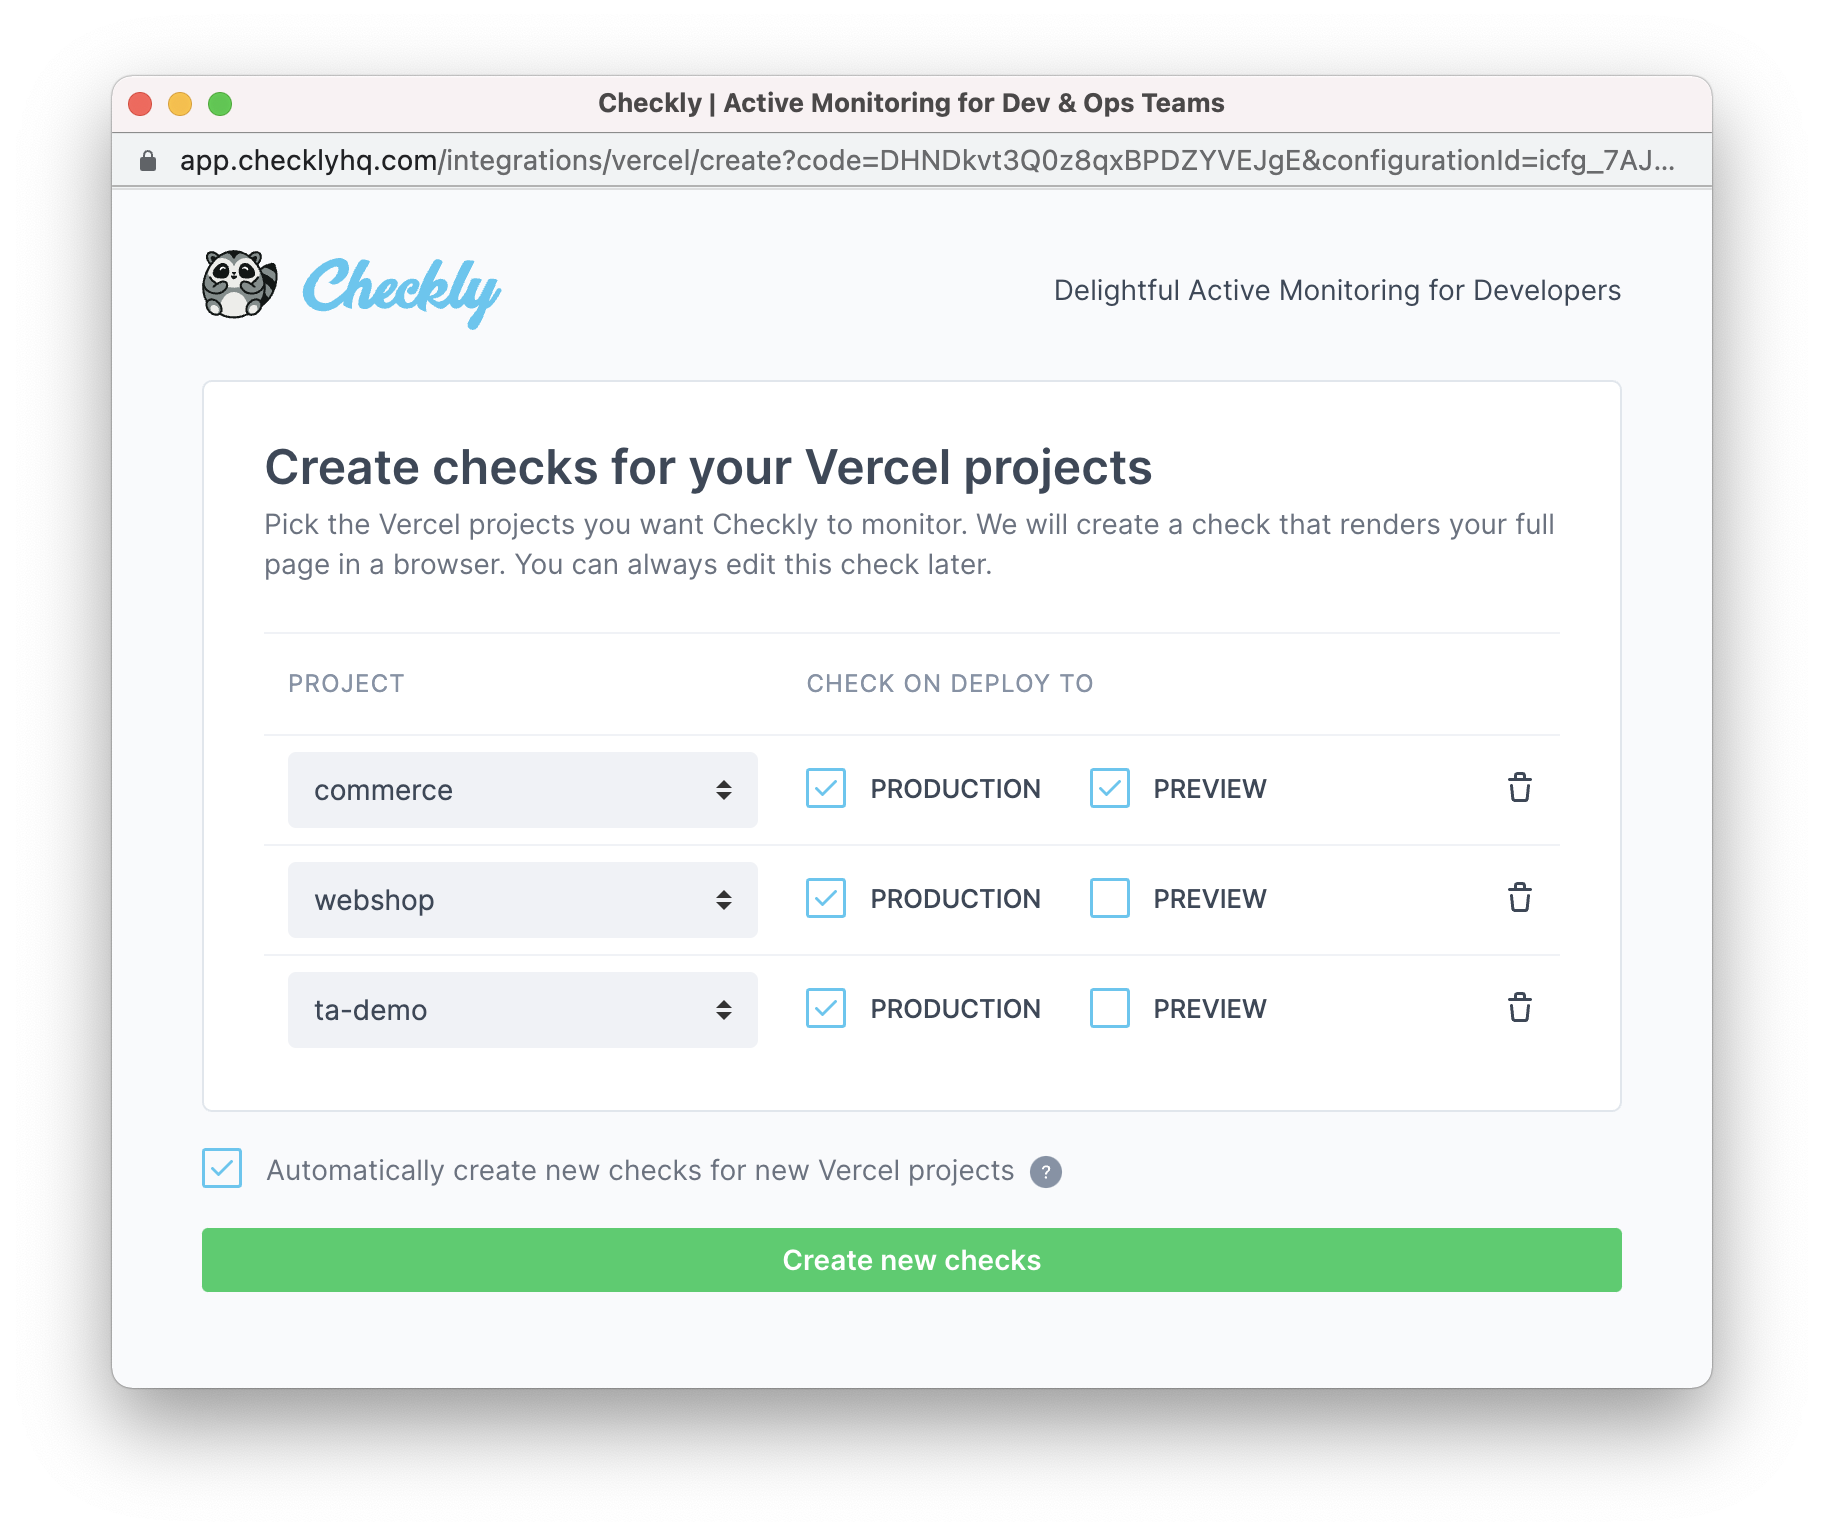 Checkly | Active Monitoring for Dev & Ops Teams
app.checklyhq.com/integrations/vercel/create?code=DHNDkvt3Q0z8qxBPDZYVEJgE&configurationId=icfg_7AJ...
Checkly
Delightful Active Monitoring for Developers
Create checks for your Vercel projects
Pick the Vercel projects you want Checkly to monitor. We will create a check that renders your full
page in a browser. You can always edit this check later.
PROJECT CHECK ON DEPLOY TO
commerce PRODUCTION PREVIEW
webshop PRODUCTION PREVIEW
ta-demo PRODUCTION PREVIEW
Automatically create new checks for new Vercel projects ?
Create new checks